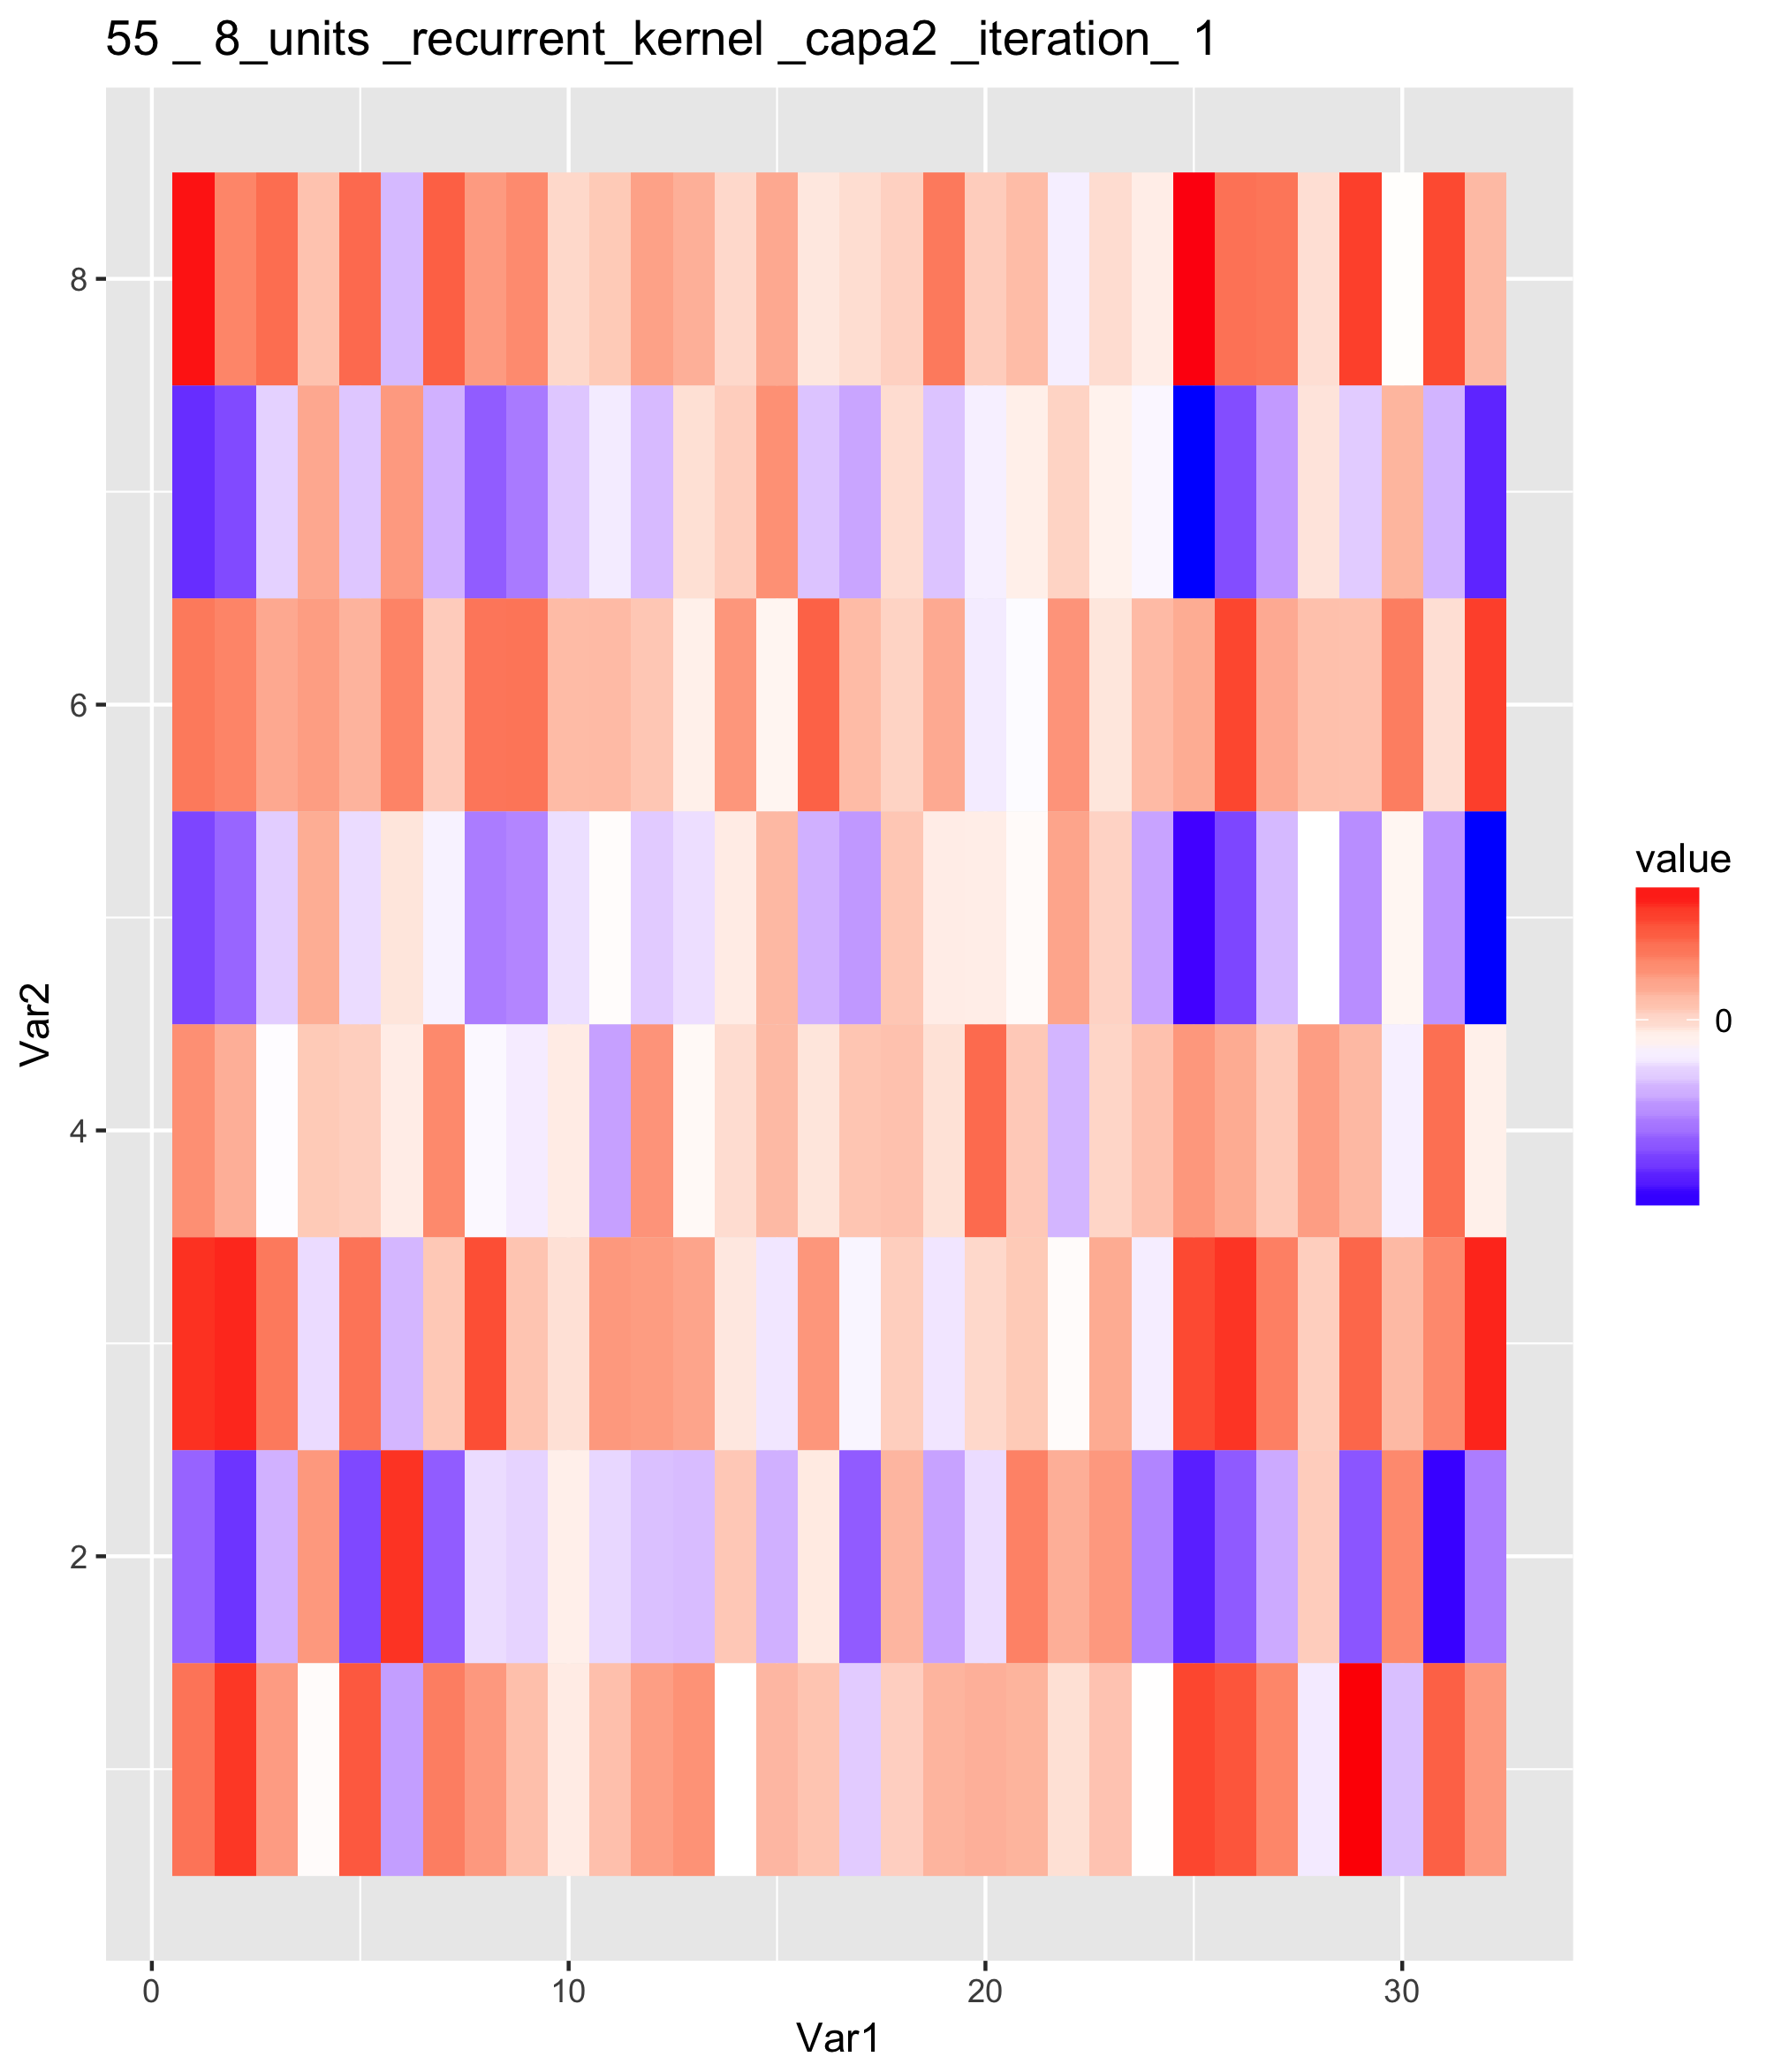 55 _ 8_units _recurrent_kernel _capa2 _iteration_ 1
8
6
4
2
Var2
0
10
20
30
Var1
value
0